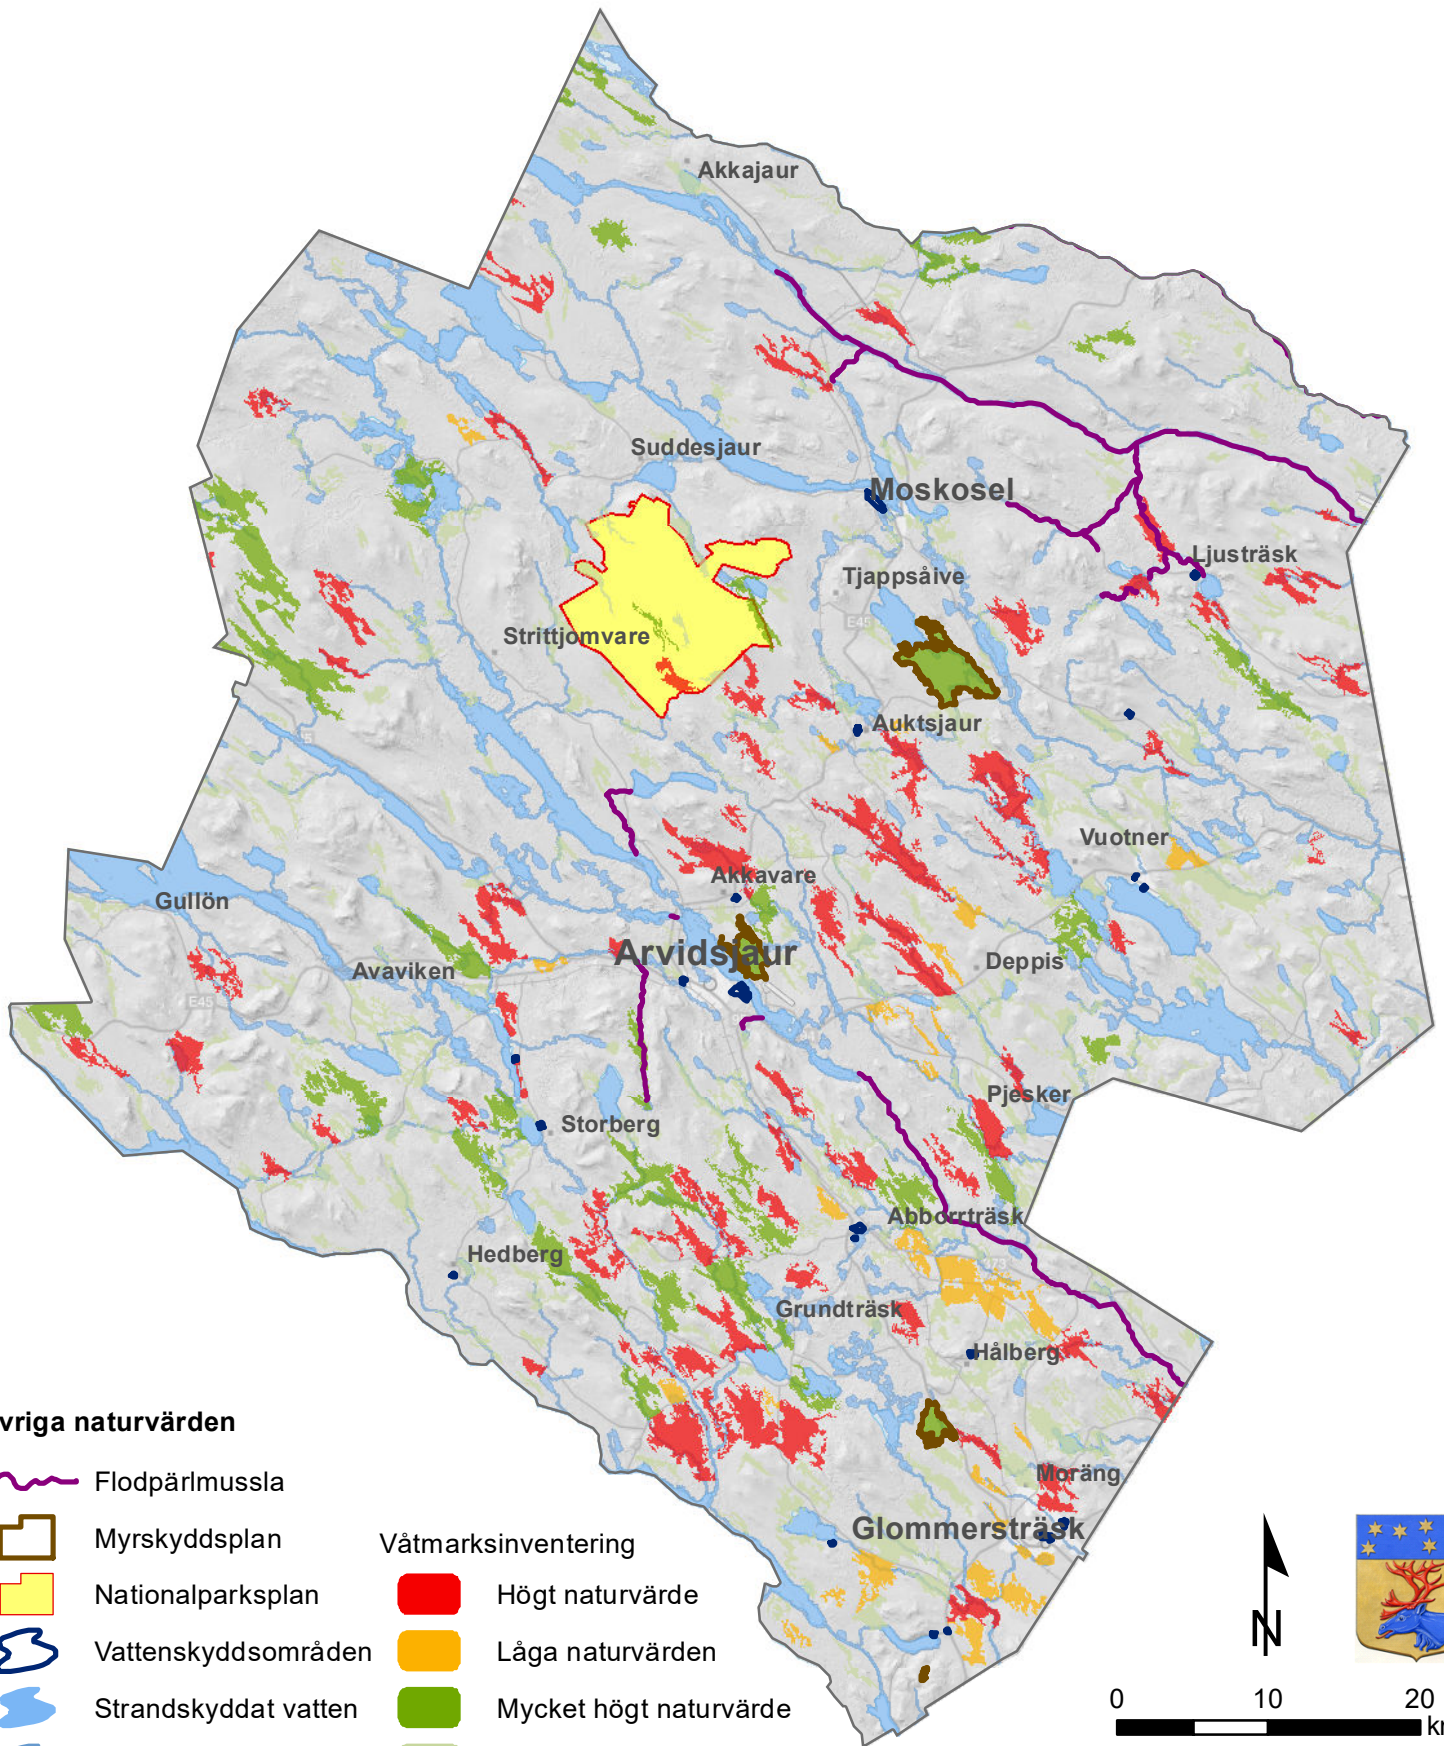 Akkajaur
Suddesjaur
Moskosel
Ljusträsk
Tjappsåive
E45
Strittjomvare
Auktsjaur
Vuotner
Akkavare
Gullön
Arvidsjaur
Avaviken
Deppis
E45
Pjesker
Storberg
Abborrträsk
Hedberg
Grundträsk
Hålberg
vriga naturvärden
Flodpärlmussla
Moräng
Myrskyddsplan
Glommersträsk
Våtmarksinventering
Nationalparksplan
Högt naturvärde
Vattenskyddsområden
Låga naturvärden
N
Strandskyddat vatten
Mycket högt naturvärde
0 10 20